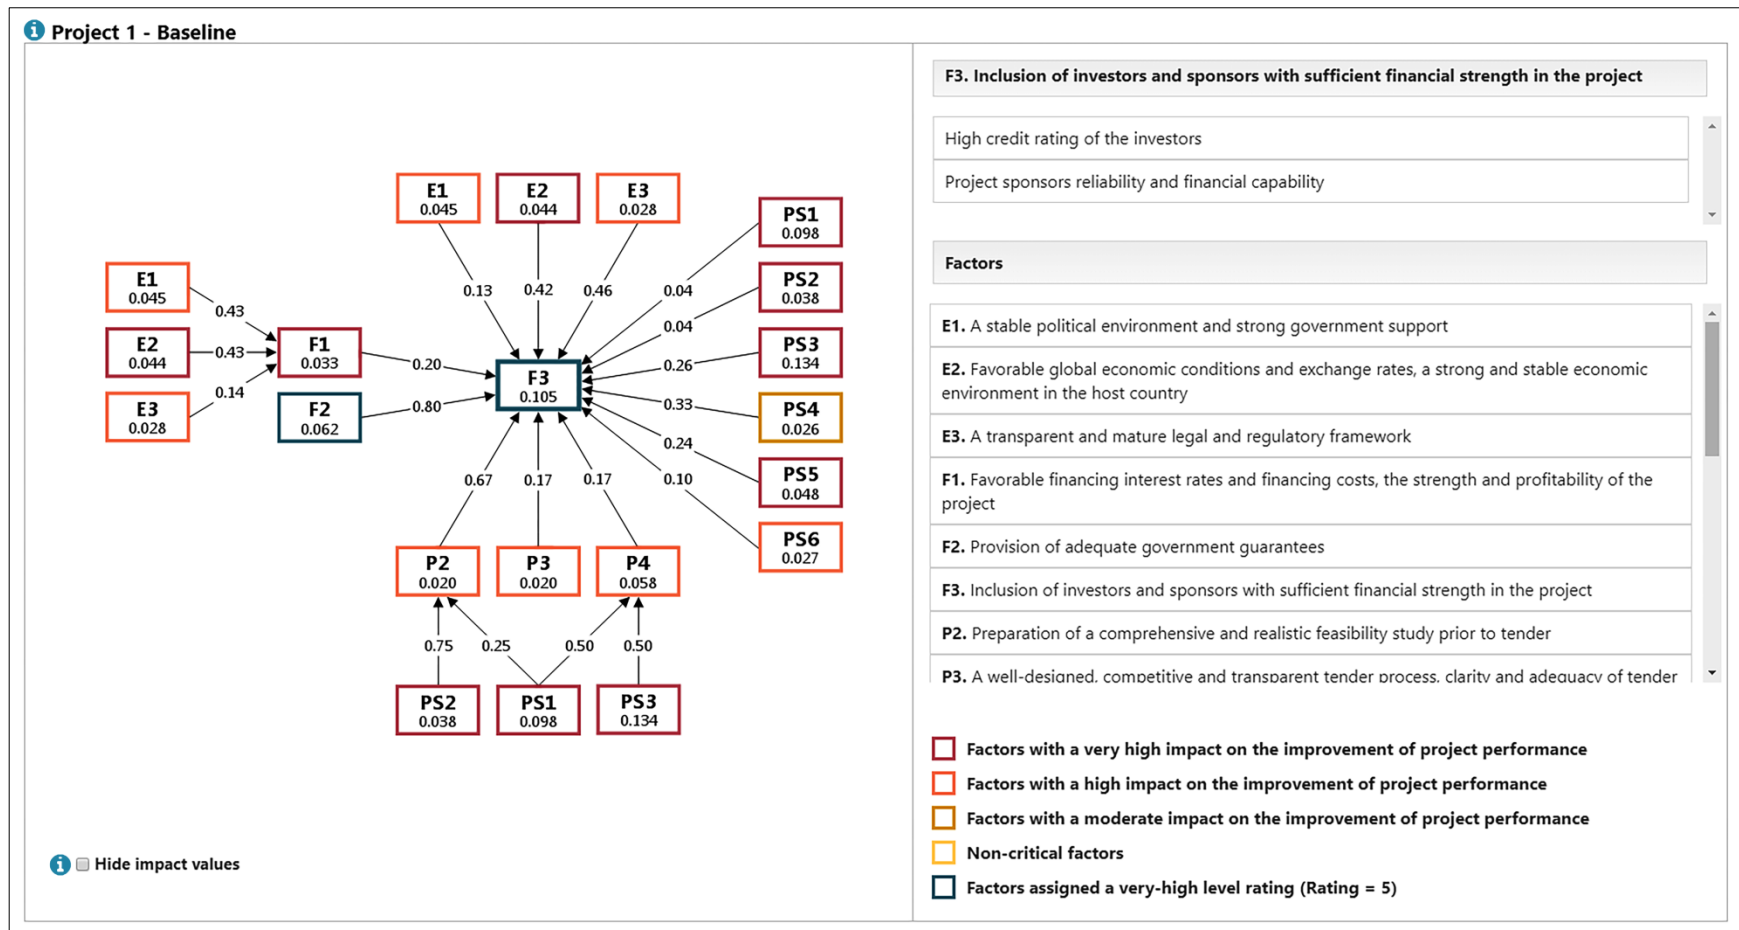 Project 1 - Baseline
E1
0.045
E2
0.044
E3
0.028
PS1
0.098
PS2
0.038
PS3
0.134
PS4
0.026
PS5
0.048
PS6
0.027
E1
0.045
E2
0.044
E3
0.028
F1
0.033
F2
0.062
F3
0.105
0.13
0.42
0.46
0.04
0.04
0.26
0.33
0.24
0.10
0.43
0.43
0.14
0.20
0.80
0.67
0.17
0.17
P2
0.020
P3
0.020
P4
0.058
0.75
0.25
0.50
0.50
PS2
0.038
PS1
0.098
PS3
0.134
Hide impact values
F3. Inclusion of investors and sponsors with sufficient financial strength in the project
High credit rating of the investors
Project sponsors reliability and financial capability
Factors
E1. A stable political environment and strong government support
E2. Favorable global economic conditions and exchange rates, a strong and stable economic
environment in the host country
E3. A transparent and mature legal and regulatory framework
F1. Favorable financing interest rates and financing costs, the strength and profitability of the
project
F2. Provision of adequate government guarantees
F3. Inclusion of investors and sponsors with sufficient financial strength in the project
P2. Preparation of a comprehensive and realistic feasibility study prior to tender
P3. A well-designed, competitive and transparent tender process, clarity and adequacy of tender
Factors with a very high impact on the improvement of project performance
Factors with a high impact on the improvement of project performance
Factors with a moderate impact on the improvement of project performance
Non-critical factors
Factors assigned a very-high level rating (Rating = 5)